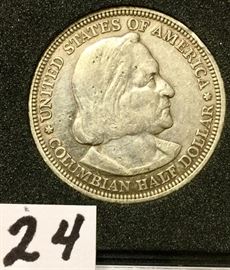 UNITED STATES OF AMERICA
COLUMBIAN HALF DOLLAR
24